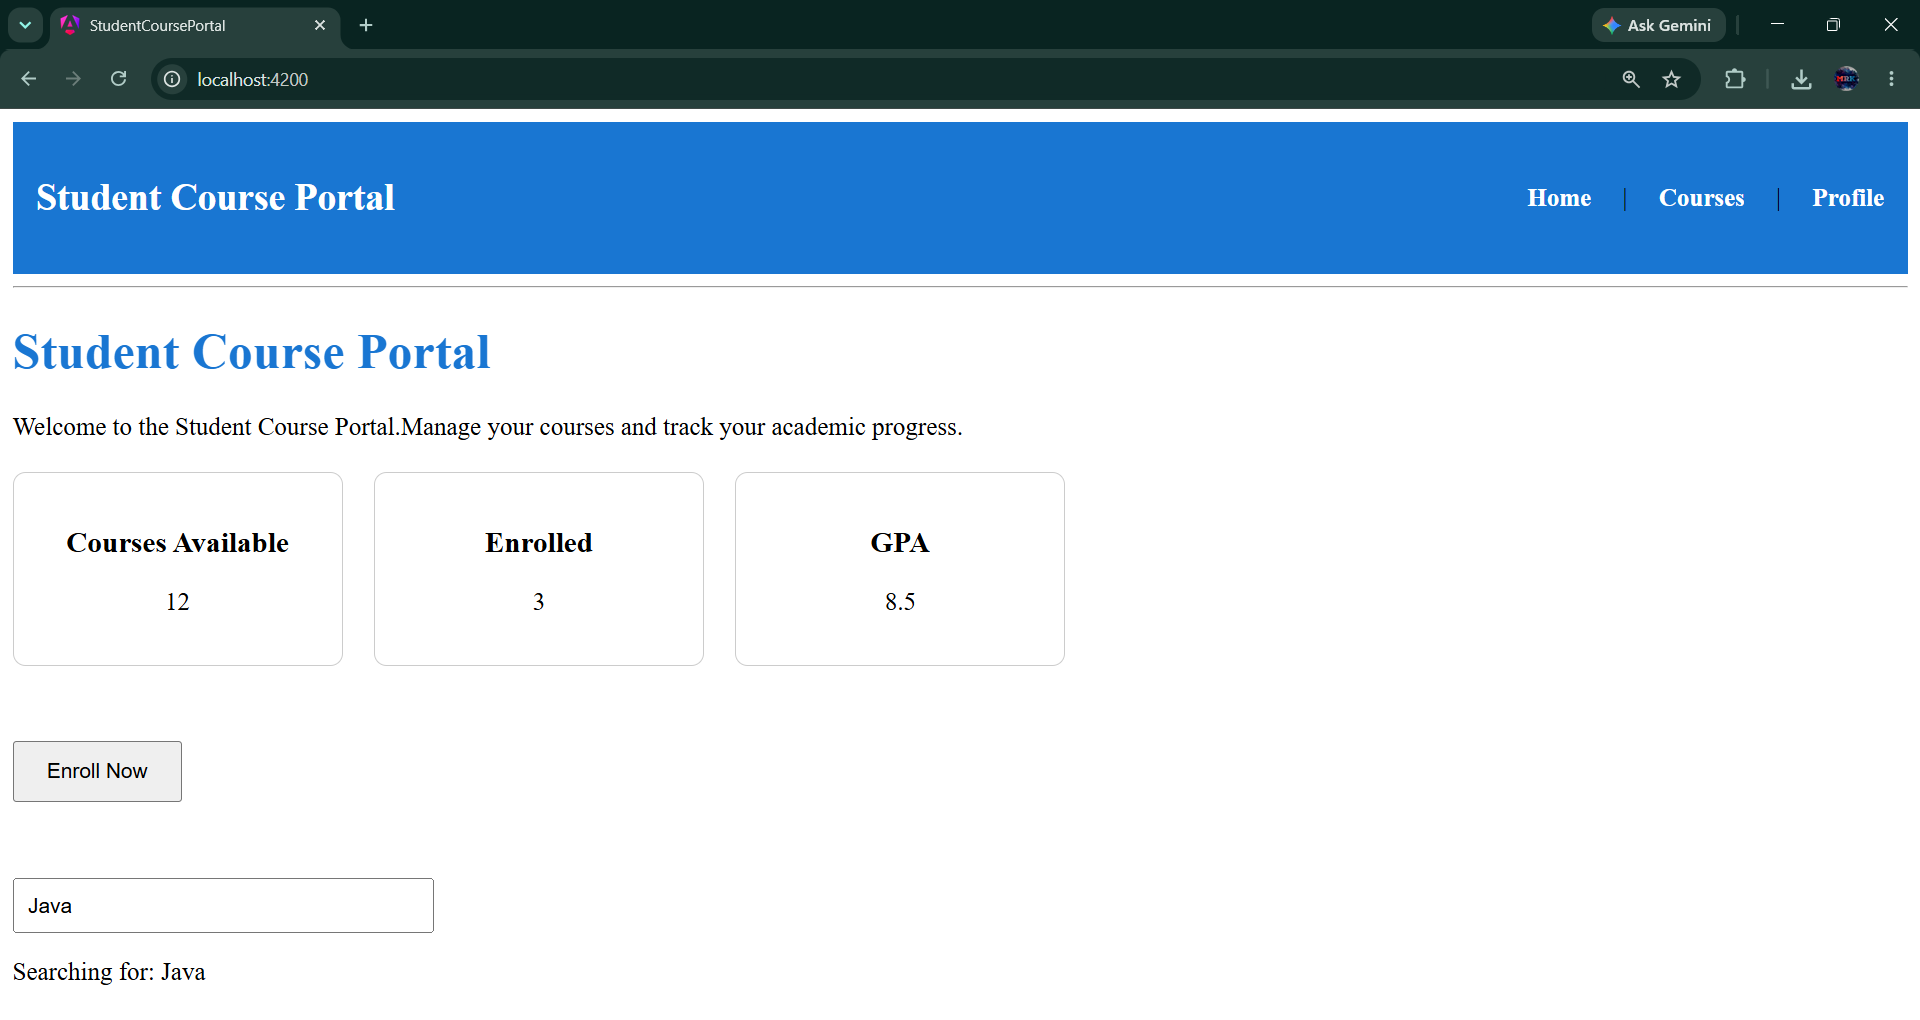 StudentCoursePortal
Ask Gemini
localhost:4200
Student Course Portal
Home | Courses | Profile
Student Course Portal
Welcome to the Student Course Portal.Manage your courses and track your academic progress.
Courses Available
12
Enrolled
3
GPA
8.5
Enroll Now
Java
Searching for: Java